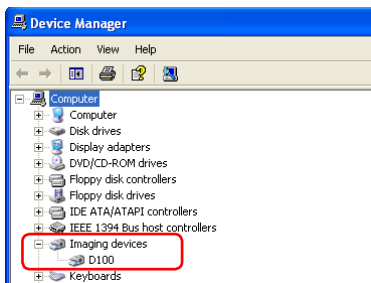 Device Manager
File Action View Help
Computer
Computer
Disk drives
Display adapters
DVD/CD-ROM drives
Floppy disk controllers
Floppy disk drives
IDE ATA/ATAPI controllers
IEEE 1394 Bus host controllers
Imaging devices
D100
Keyboards